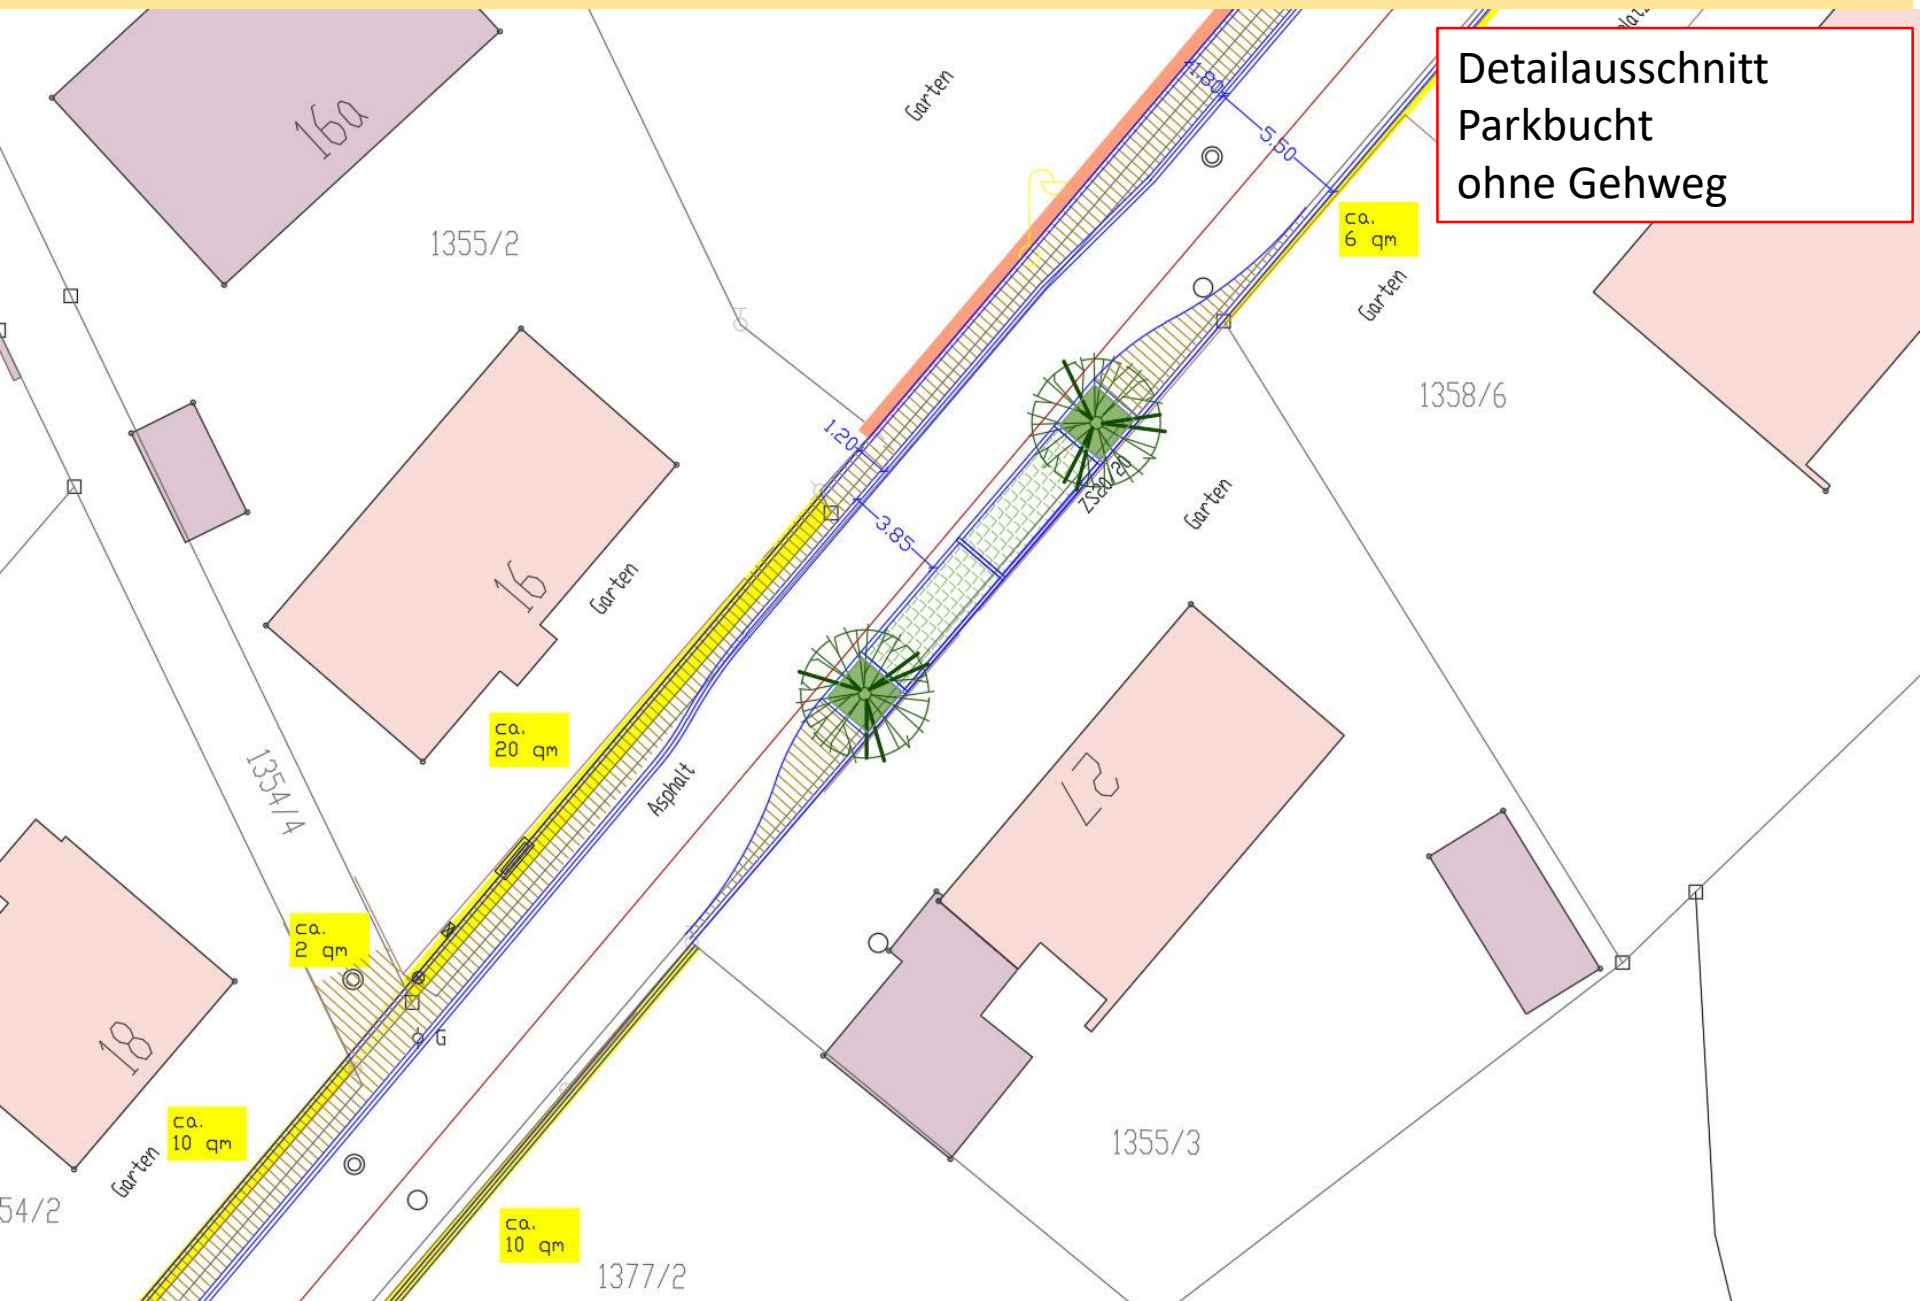 Detailausschnitt
Parkbucht
ohne Gehweg
16a
Garten
1.80
5.50
1355/2
ca.
6 qm
Garten
1358/6
1.20
3.85
ZS20/20
Garten
16
Garten
ca.
20 qm
Asphalt
1354/4
27
ca.
2 qm
18
G
ca.
10 qm
Garten
1355/3
54/2
ca.
10 qm
1377/2